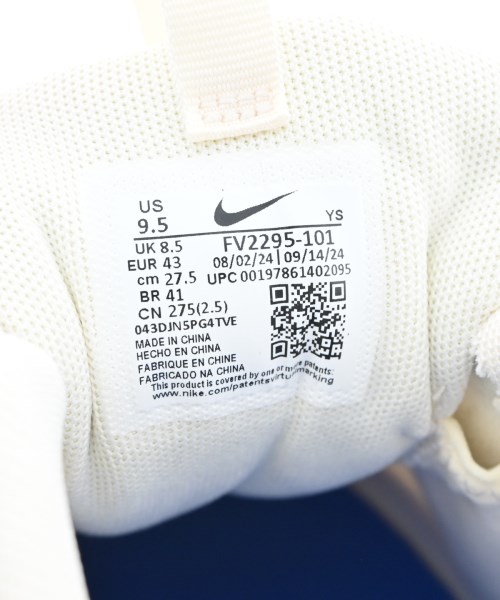 US
9.5
YS
UK 8.5
FV2295-101
EUR 43
08/02/24 | 09/14/24
cm 27.5
UPC 00197861402095
BR 41
CN 275(2.5)
043DJN5PG4TVE
MADE IN CHINA
HECHO EN CHINA
FABRIQUE EN CHINE
FABRICADO NA CHINA
This product is covered by one or more patents:
www.nike.com/patentsvirtualmarking